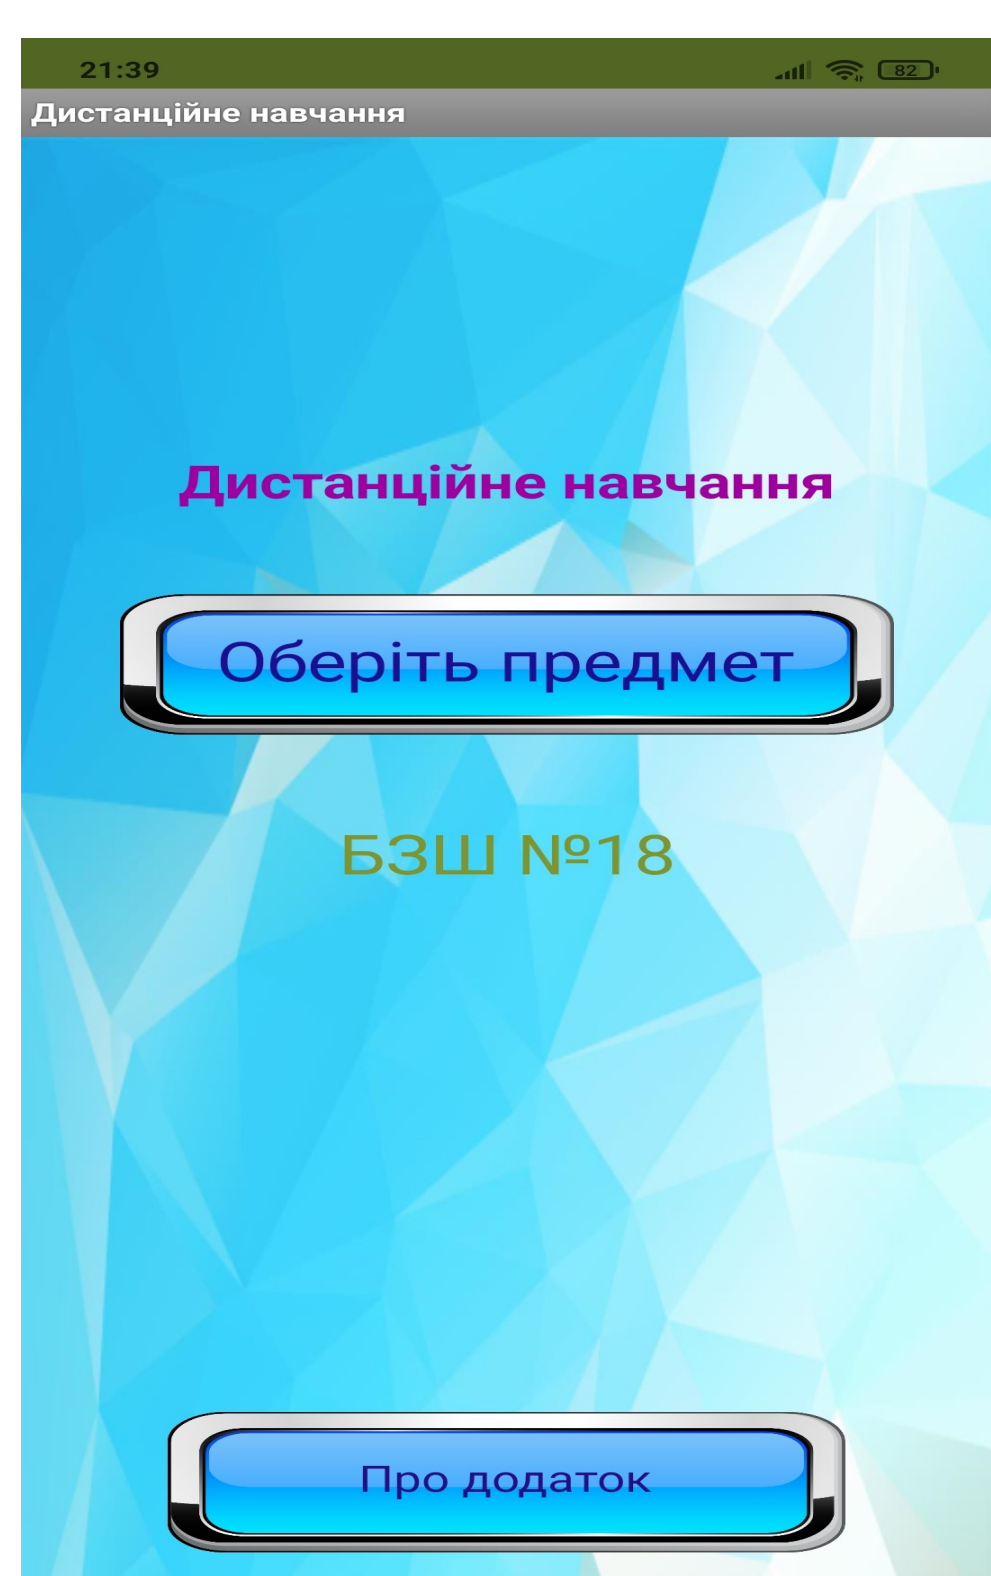 21:39 82
Дистанційне навчання
Дистанційне навчання
Оберіть предмет
БЗШ №18
Про додаток